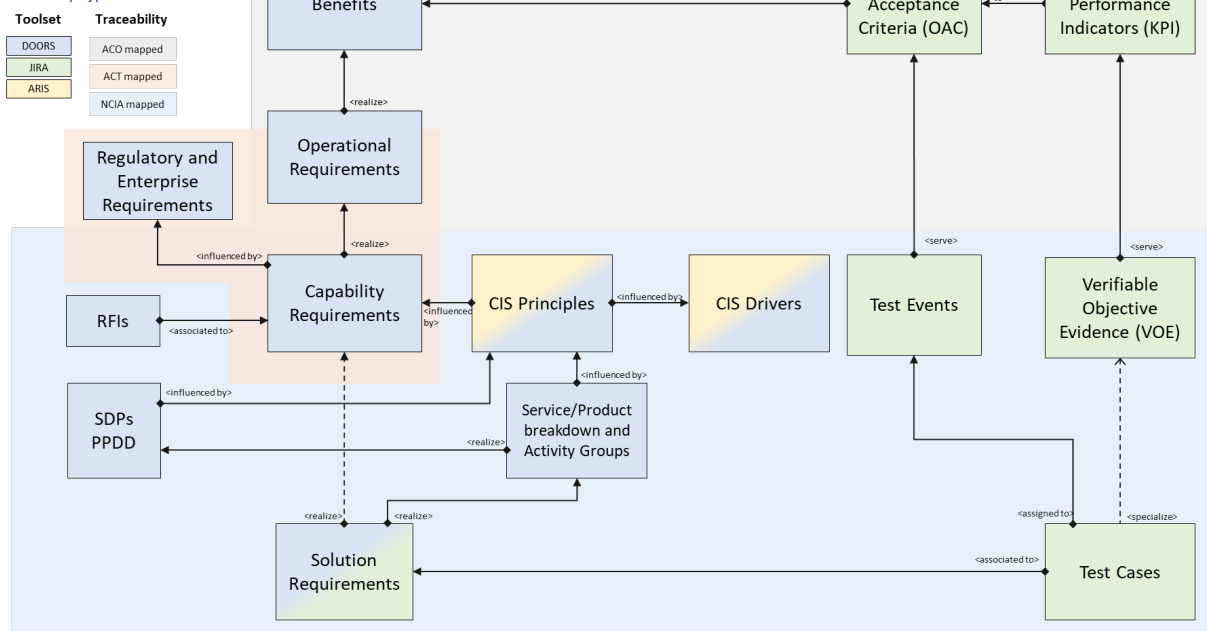 Benefits
Acceptance
Criteria (OAC)
Performance
Indicators (KPI)
Toolset
Traceability
DOORS
JIRA
ARIS
ACO mapped
ACT mapped
NCIA mapped
<realize>
Operational
Requirements
Regulatory and
Enterprise
Requirements
<realize>
<influenced by>
<serve>
<serve>
Capability
Requirements
CIS Principles
<influenced
by>
<influenced by>
CIS Drivers
Test Events
Verifiable
Objective
Evidence (VOE)
RFIs
<associated to>
<influenced by>
<influenced by>
SDPs
PPDD
Service/Product
breakdown and
Activity Groups
<realize>
<realize>
<realize>
<assigned to>
<specialize>
Solution
Requirements
<associated to>
Test Cases